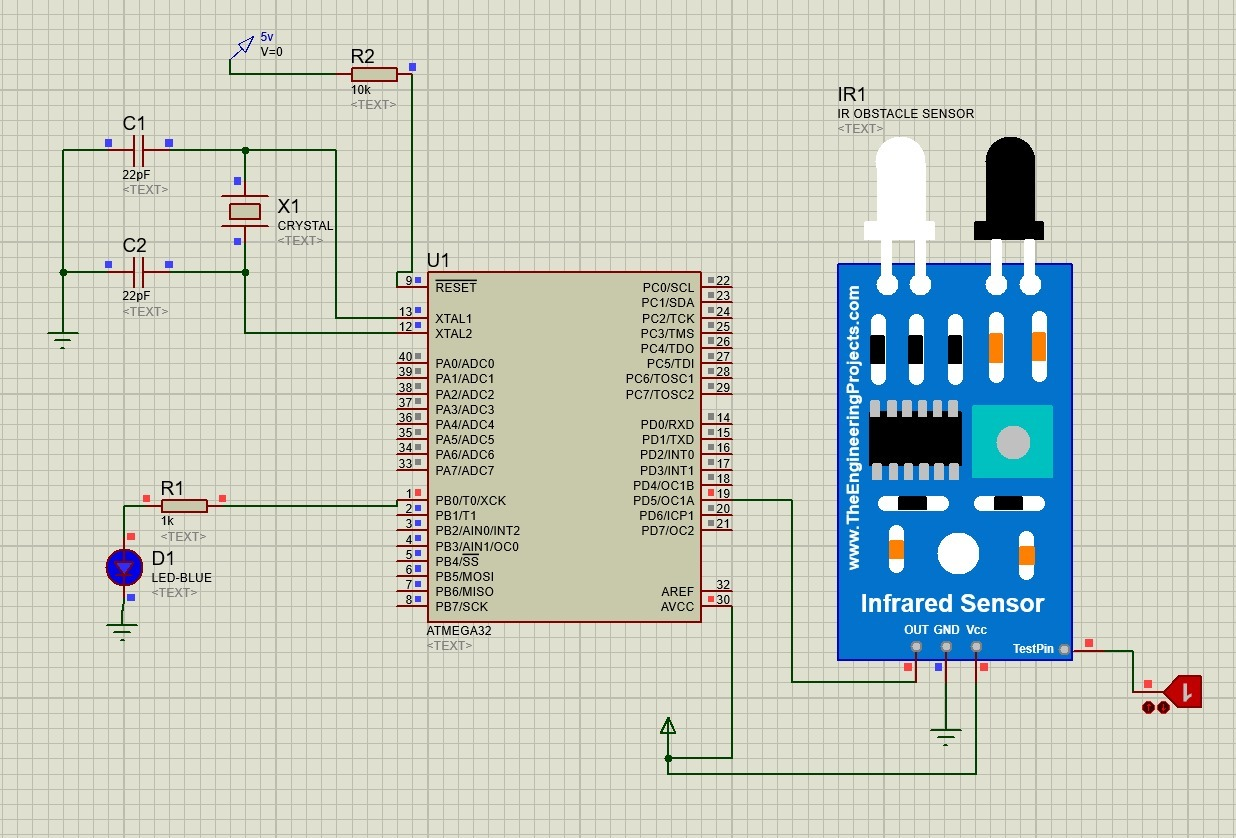 5v
V=0
R2
10k
<TEXT>
C1
22pF
<TEXT>
X1
CRYSTAL
<TEXT>
C2
22pF
<TEXT>
U1
9 RESET
13 XTAL1
12 XTAL2
40 PA0/ADC0
39 PA1/ADC1
38 PA2/ADC2
37 PA3/ADC3
36 PA4/ADC4
35 PA5/ADC5
34 PA6/ADC6
33 PA7/ADC7
1 PB0/T0/XCK
2 PB1/T1
3 PB2/AIN0/INT2
4 PB3/AIN1/OC0
5 PB4/SS
6 PB5/MOSI
7 PB6/MISO
8 PB7/SCK
PC0/SCL 22
PC1/SDA 23
PC2/TCK 24
PC3/TMS 25
PC4/TDO 26
PC5/TDI 27
PC6/TOSC1 28
PC7/TOSC2 29
PD0/RXD 14
PD1/TXD 15
PD2/INT0 16
PD3/INT1 17
PD4/OC1B 18
PD5/OC1A 19
PD6/ICP1 20
PD7/OC2 21
AREF 32
AVCC 30
ATMEGA32
<TEXT>
R1
1k
<TEXT>
D1
LED-BLUE
<TEXT>
IR1
IR OBSTACLE SENSOR
<TEXT>
www.TheEngineeringProjects.com
Infrared Sensor
OUT GND Vcc
TestPin
1